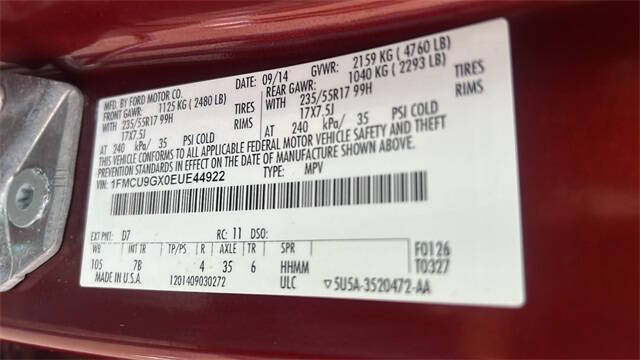 MFD. BY FORD MOTOR CO.
DATE: 09/14 GVWR: 2159 KG ( 4760 LB)
FRONT GAWR: 1125 KG ( 2480 LB) REAR GAWR: 1040 KG ( 2293 LB)
WITH 235/55R17 99H TIRES WITH 235/55R17 99H TIRES
17X7.5J RIMS 17X7.5J RIMS
AT 240 kPa/ 35 PSI COLD AT 240 kPa/ 35 PSI COLD
THIS VEHICLE CONFORMS TO ALL APPLICABLE FEDERAL MOTOR VEHICLE SAFETY AND THEFT
PREVENTION STANDARDS IN EFFECT ON THE DATE OF MANUFACTURE SHOWN ABOVE.
VIN: 1FMCU9GX0EUE44922 TYPE: MPV
EXT PNT: D7 RC: 11 DSO: F0126
WB INT TR TP/PS R AXLE TR SPR T0327
105 7B 4 35 6 HHMM
MADE IN U.S.A. 1201409030272 ULC ▽5U5A-3520472-AA